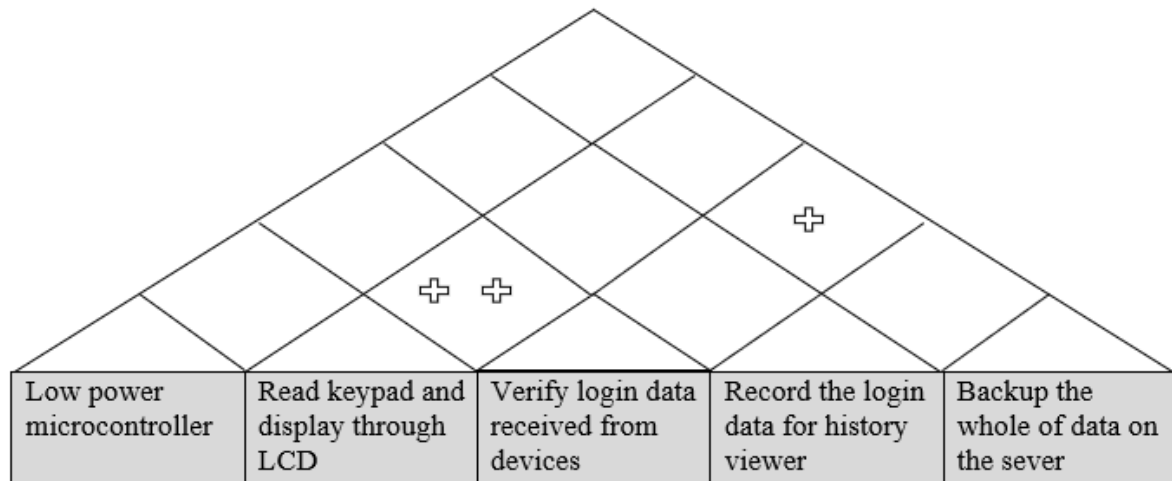 Low power
microcontroller
Read keypad and
display through
LCD
Verify login data
received from
devices
Record the login
data for history
viewer
Backup the
whole of data on
the sever